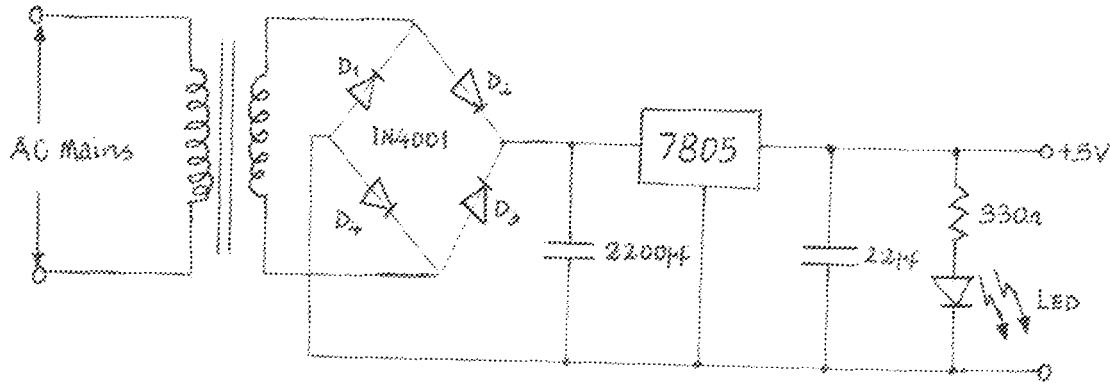 AC Mains
D1
D2
1N4001
D4
D3
2200µf
7805
22µf
+5V
330Ω
LED